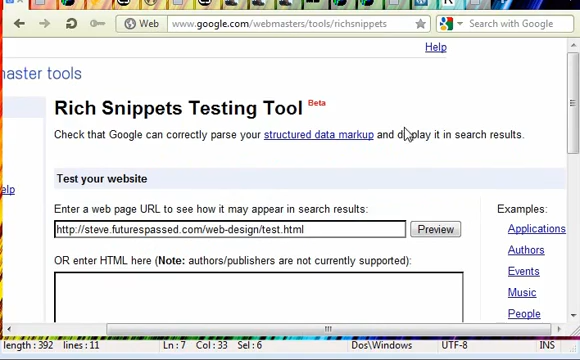 Web www.google.com/webmasters/tools/richsnippets Search with Google
Help
aster tools
Rich Snippets Testing Tool Beta
Check that Google can correctly parse your structured data markup and display it in search results.
Test your website
elp
Enter a web page URL to see how it may appear in search results:
http://steve.futurespassed.com/web-design/test.html Preview
OR enter HTML here (Note: authors/publishers are not currently supported):
Examples:
Applications
Authors
Events
Music
People
length : 392 lines : 11 Ln : 7 Col : 33 Sel : 6 Dos\Windows UTF-8 INS